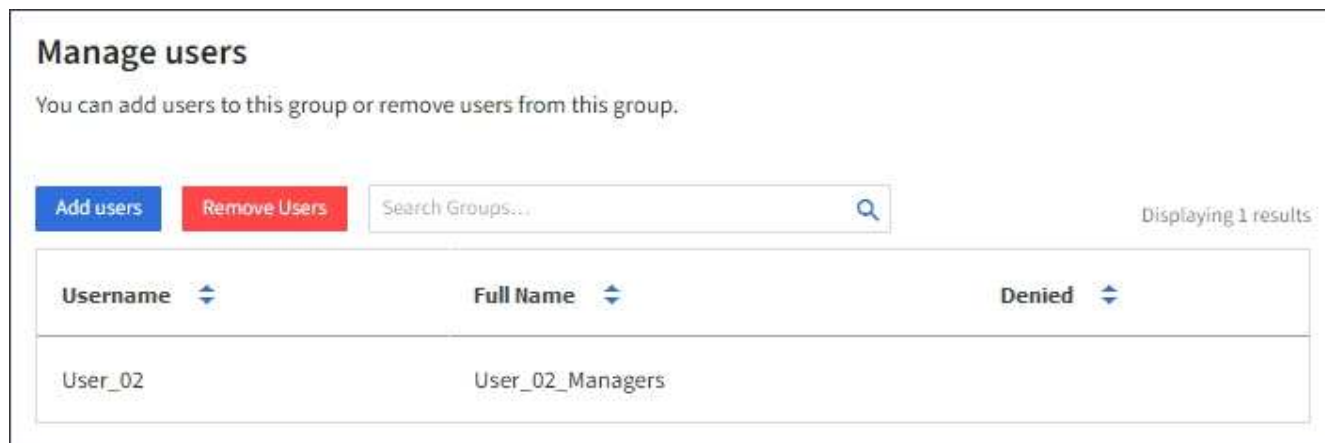 Manage users
You can add users to this group or remove users from this group.
Add users Remove Users Search Groups... Displaying 1 results
Username Full Name Denied
User_02 User_02_Managers